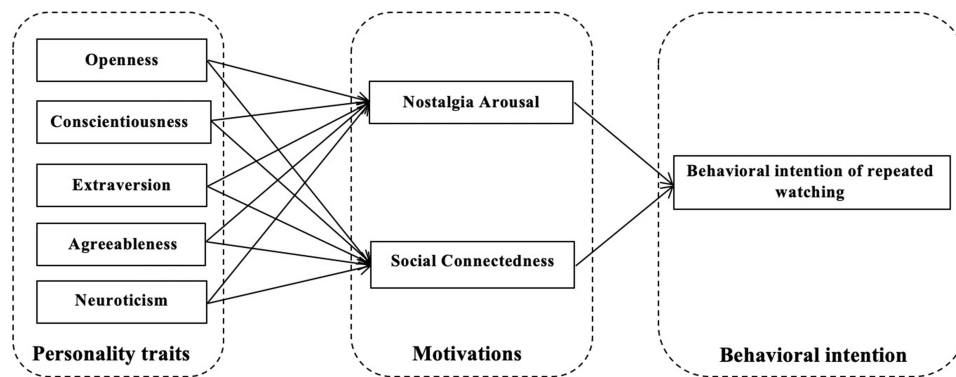 Openness
Conscientiousness
Extraversion
Agreeableness
Neuroticism
Personality traits
Nostalgia Arousal
Social Connectedness
Motivations
Behavioral intention of repeated
watching
Behavioral intention